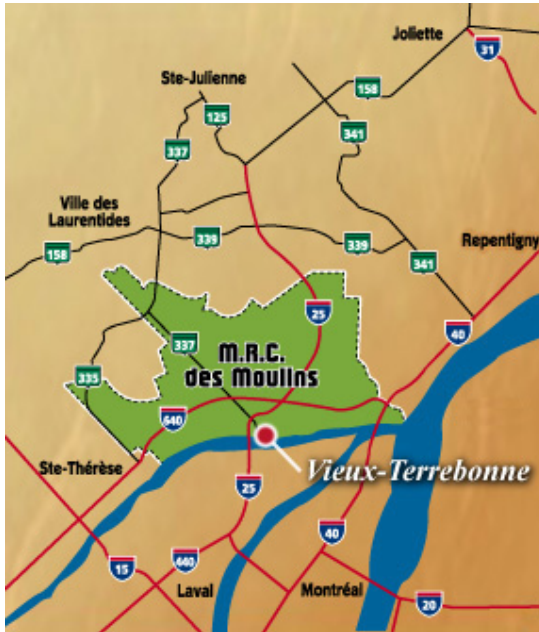 Joliette
31
Ste-Julienne
158
125
341
337
Ville des
Laurentides
339
339
158
Repentigny
341
25
40
337
M.R.C.
des Moulins
335
640
Ste-Thérèse
Vieux-Terrebonne
25
40
15
440
Laval
Montréal
20